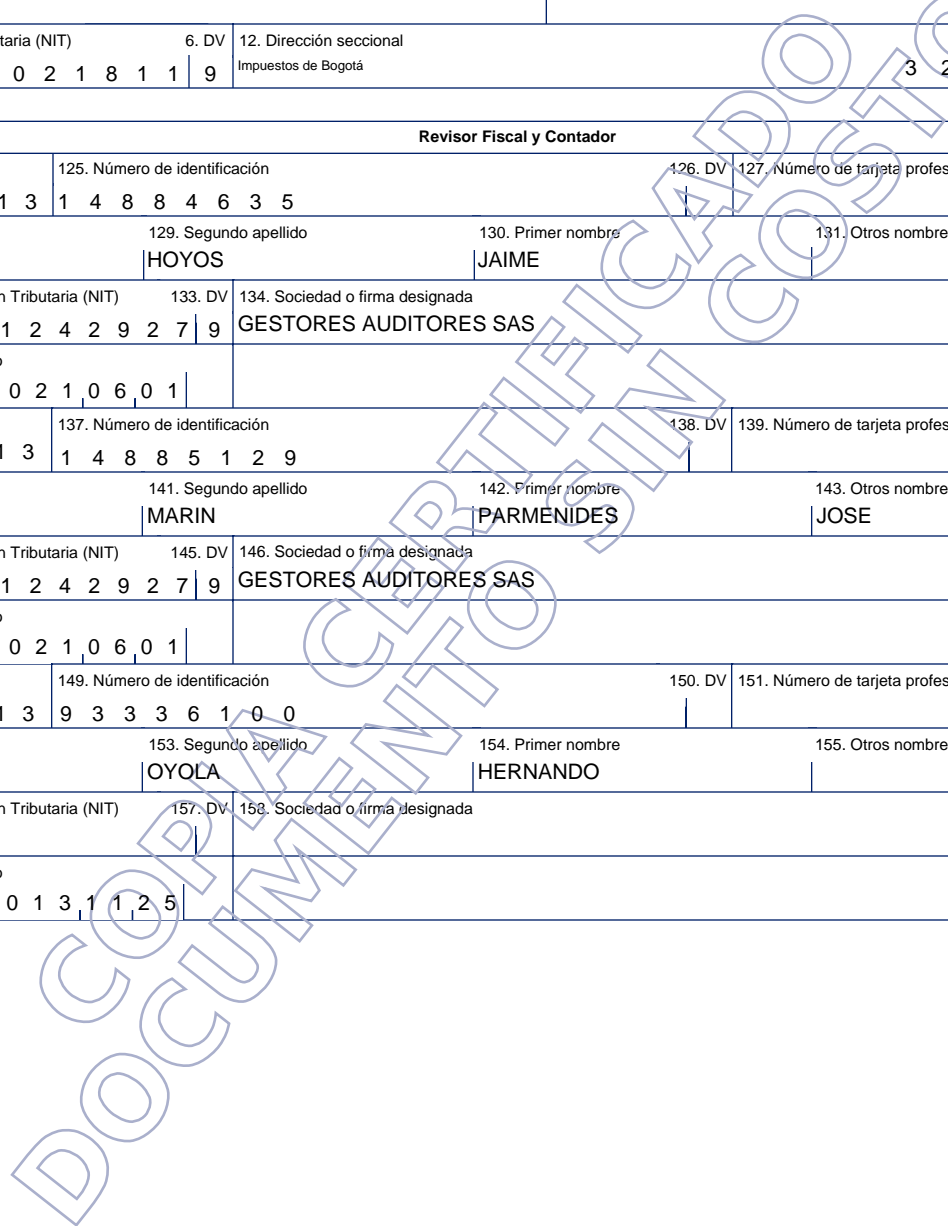 taria (NIT) 6. DV 12. Dirección seccional
0 2 1 8 1 1 9 Impuestos de Bogotá 3 2
Revisor Fiscal y Contador
125. Número de identificación 126. DV 127. Número de tarjeta profes
1 3 1 4 8 8 4 6 3 5
129. Segundo apellido 130. Primer nombre 131. Otros nombre
HOYOS JAIME
n Tributaria (NIT) 133. DV 134. Sociedad o firma designada
1 2 4 2 9 2 7 9 GESTORES AUDITORES SAS
o
0 2 1 0 6 0 1
137. Número de identificación 138. DV 139. Número de tarjeta profes
1 3 1 4 8 8 5 1 2 9
141. Segundo apellido 142. Primer nombre 143. Otros nombre
MARIN PARMENIDES JOSE
n Tributaria (NIT) 145. DV 146. Sociedad o firma designada
1 2 4 2 9 2 7 9 GESTORES AUDITORES SAS
o
0 2 1 0 6 0 1
149. Número de identificación 150. DV 151. Número de tarjeta profes
1 3 9 3 3 3 6 1 0 0
153. Segundo apellido 154. Primer nombre 155. Otros nombre
OYOLA HERNANDO
n Tributaria (NIT) 157. DV 158. Sociedad o firma designada
o
0 1 3 1 1 2 5
COPIA CERTIFICADO
DOCUMENTO SIN COSTO